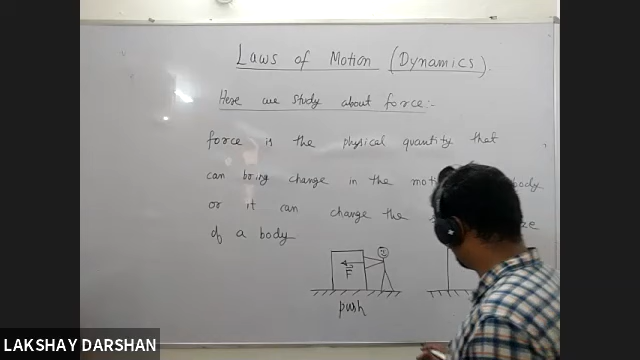 Laws of Motion (Dynamics).
Here we study about force:-
force is the physical quantity that
can bring change in the body
or it can change the
of a body
F
push
LAKSHAY DARSHAN